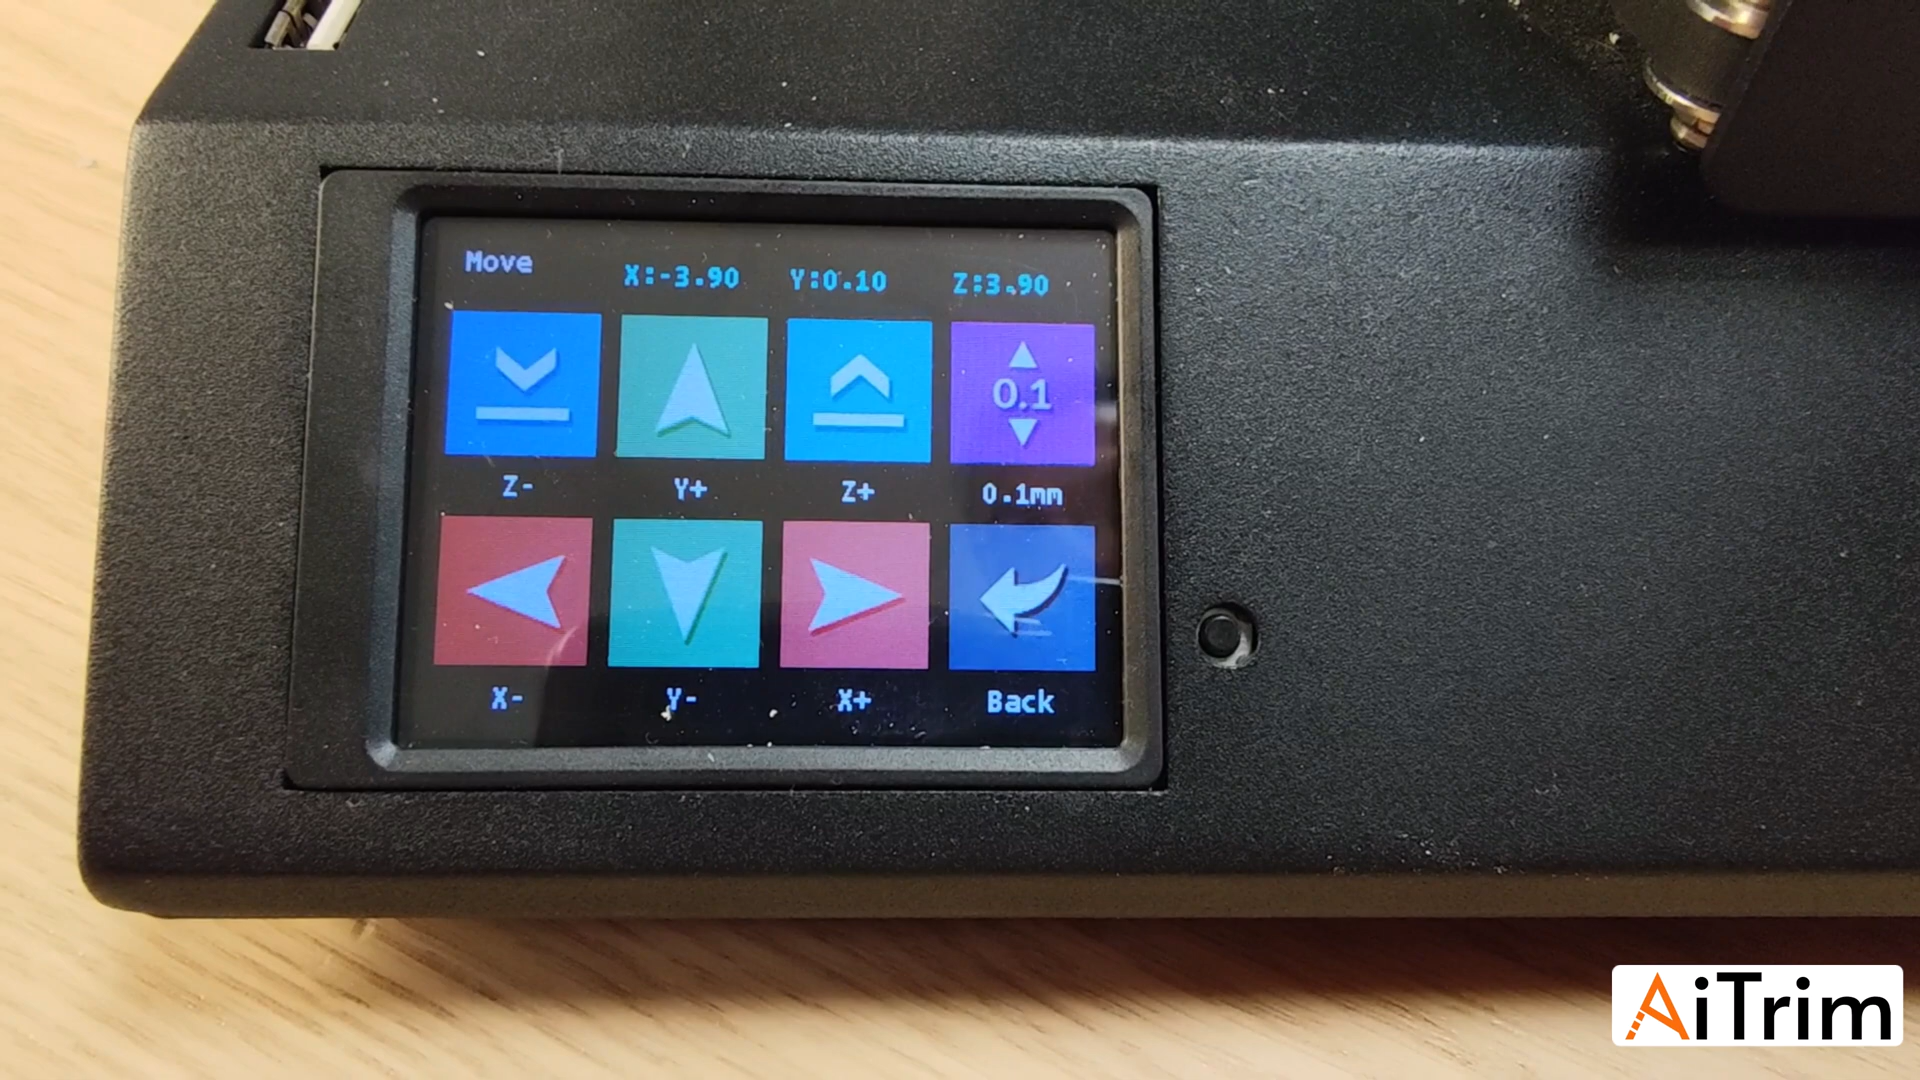 Move X:-3.90 Y:0.10 Z:3.90
0.1
Z- Y+ Z+ 0.1mm
X- Y- X+ Back
AiTrim